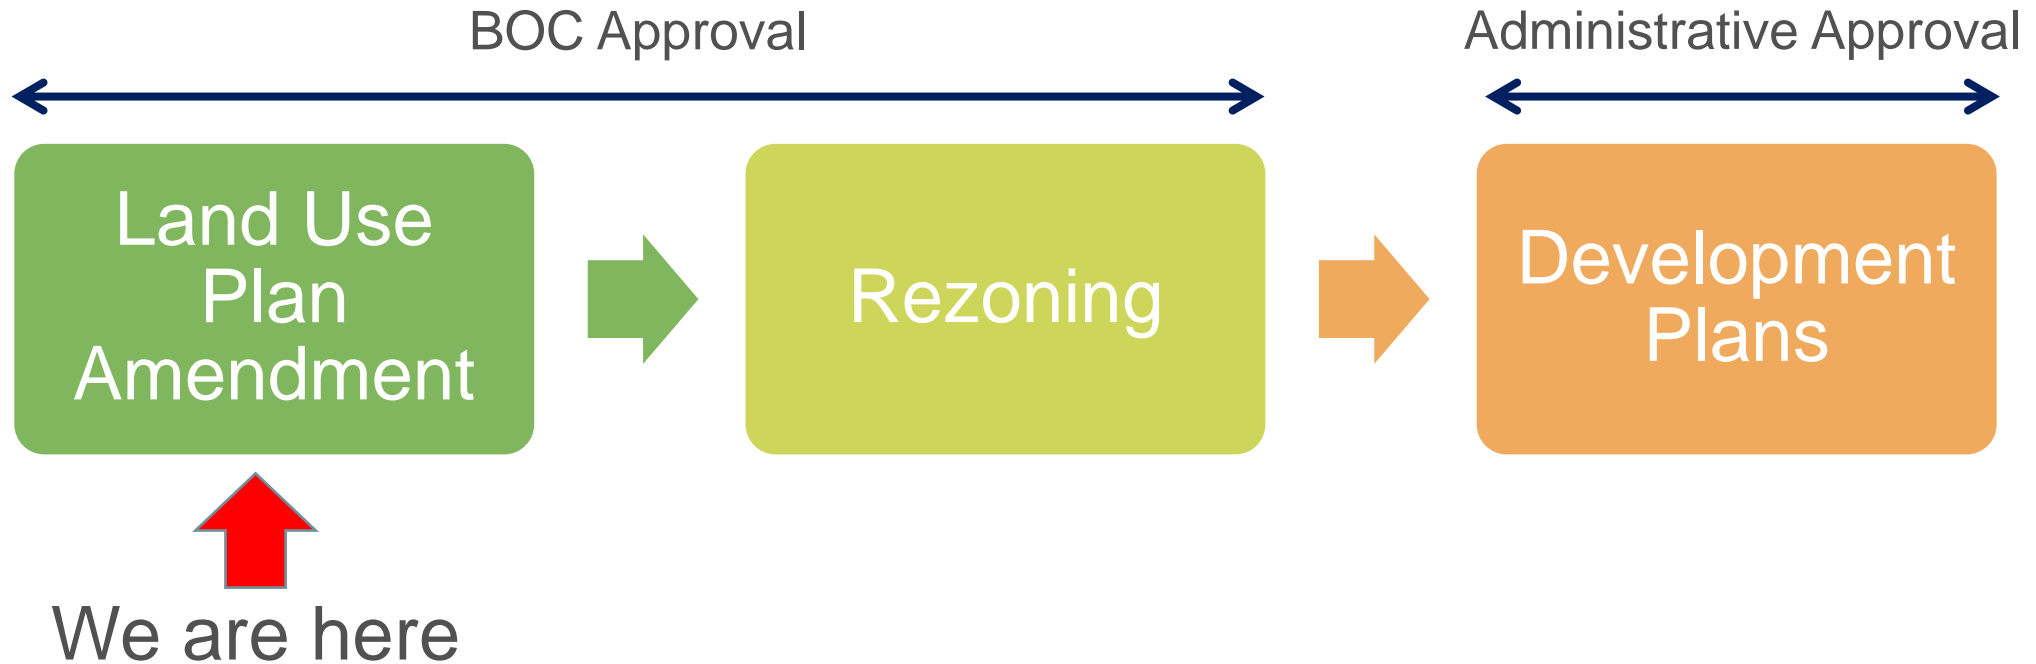 BOC Approval
Administrative Approval
Land Use
Plan
Amendment
Rezoning
Development
Plans
We are here